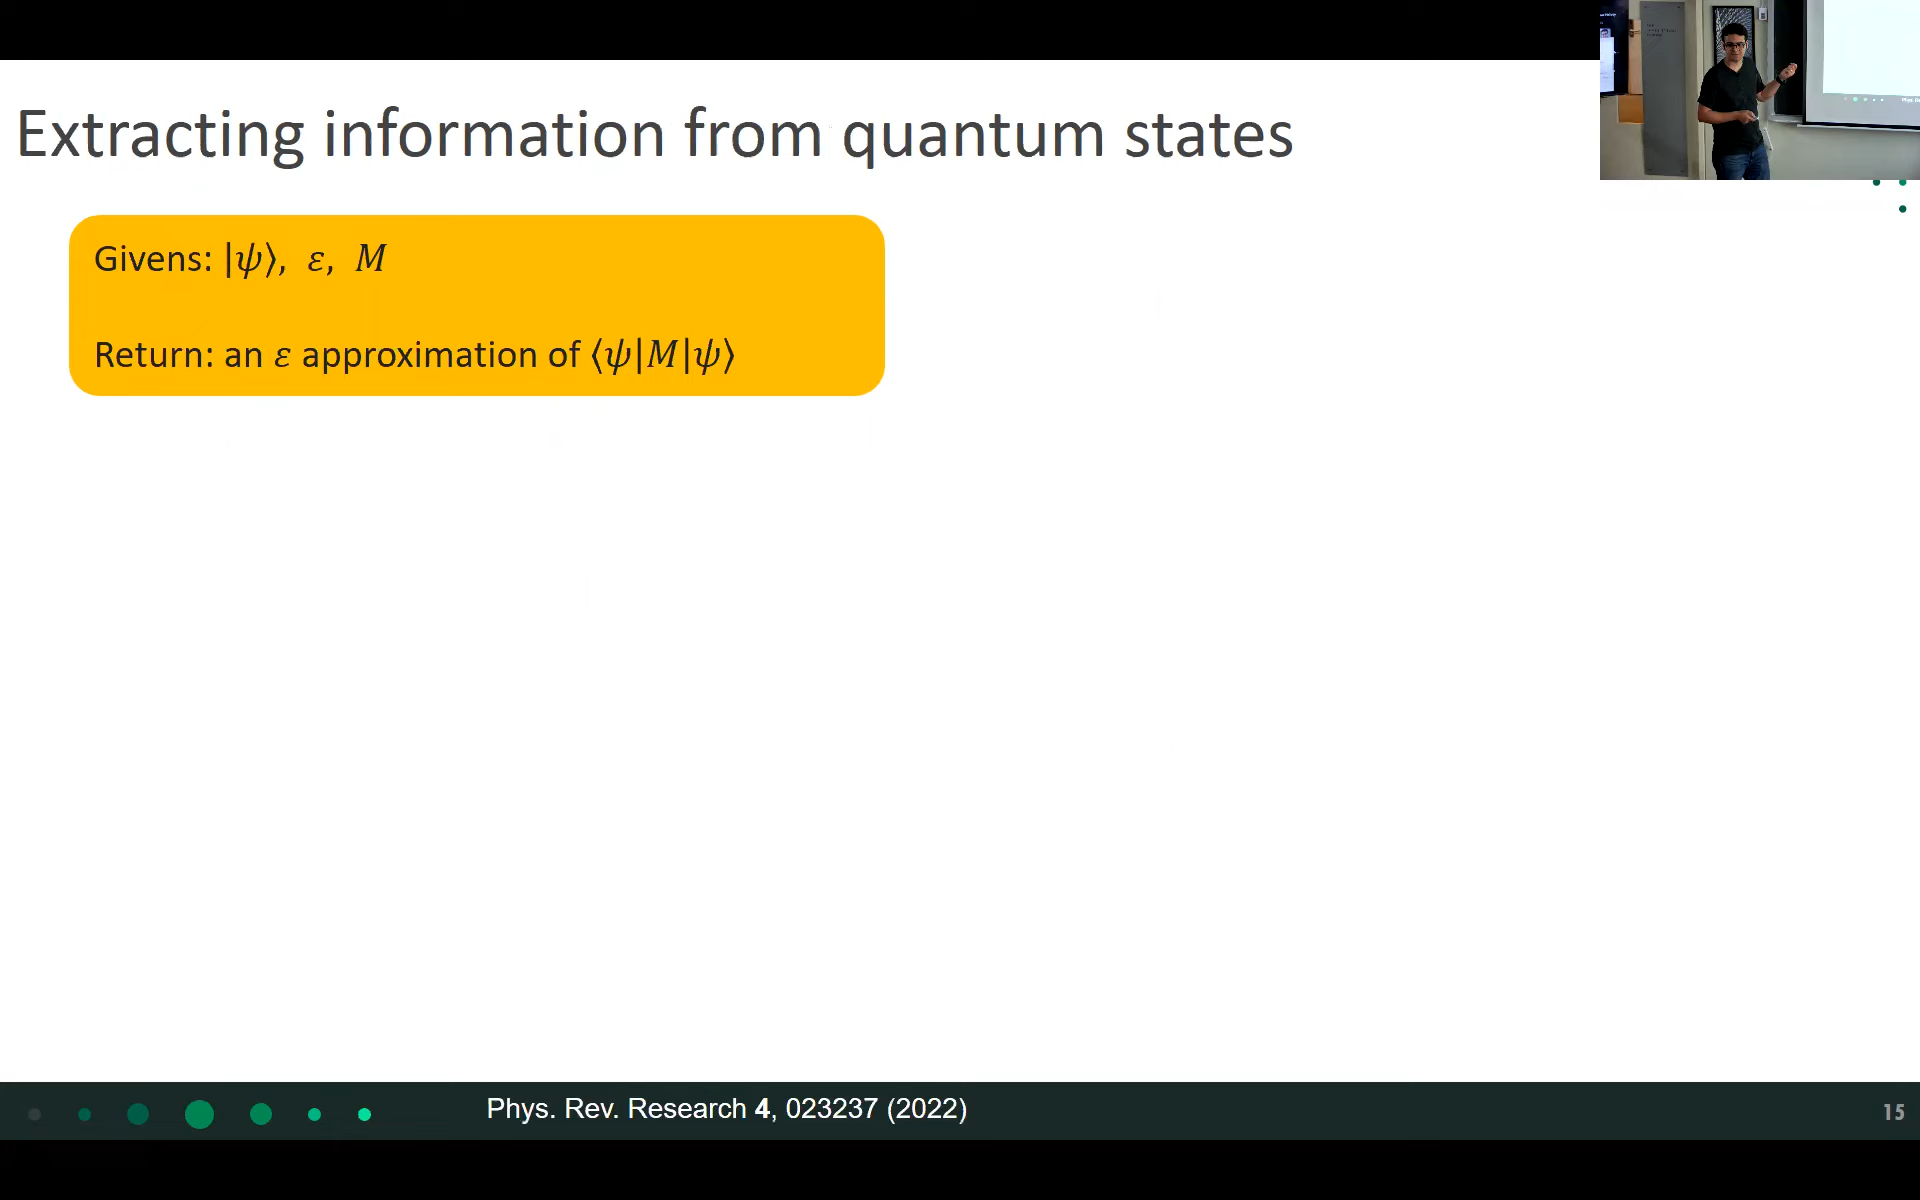 Extracting information from quantum states
Givens: |ψ⟩, ε, M
Return: an ε approximation of ⟨ψ|M|ψ⟩
Phys. Rev. Research 4, 023237 (2022)
15